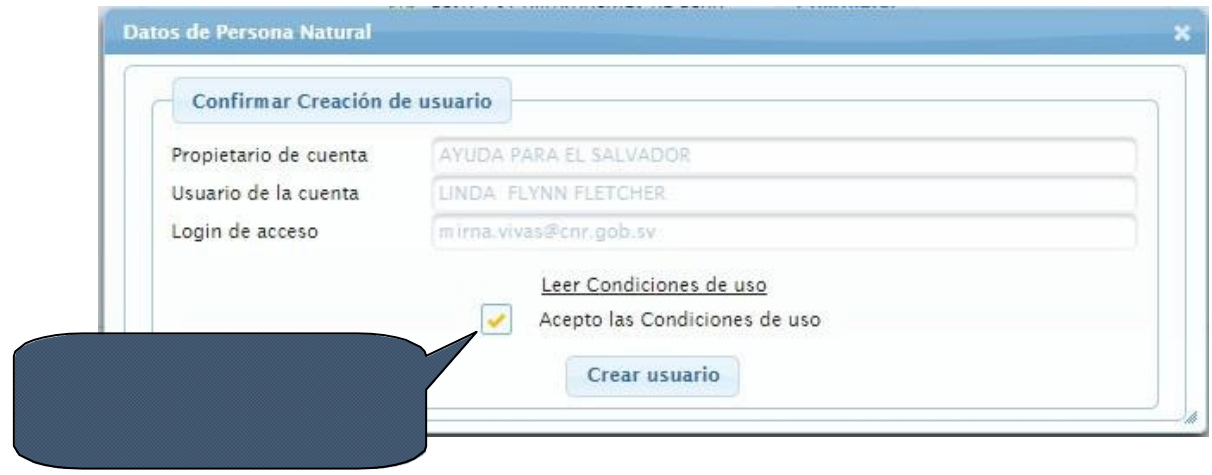 Datos de Persona Natural
Confirmar Creación de usuario
Propietario de cuenta AYUDA PARA EL SALVADOR
Usuario de la cuenta LINDA FLYNN FLETCHER
Login de acceso mirna.vivas@cnr.gob.sv
Leer Condiciones de uso
Acepto las Condiciones de uso
Crear usuario